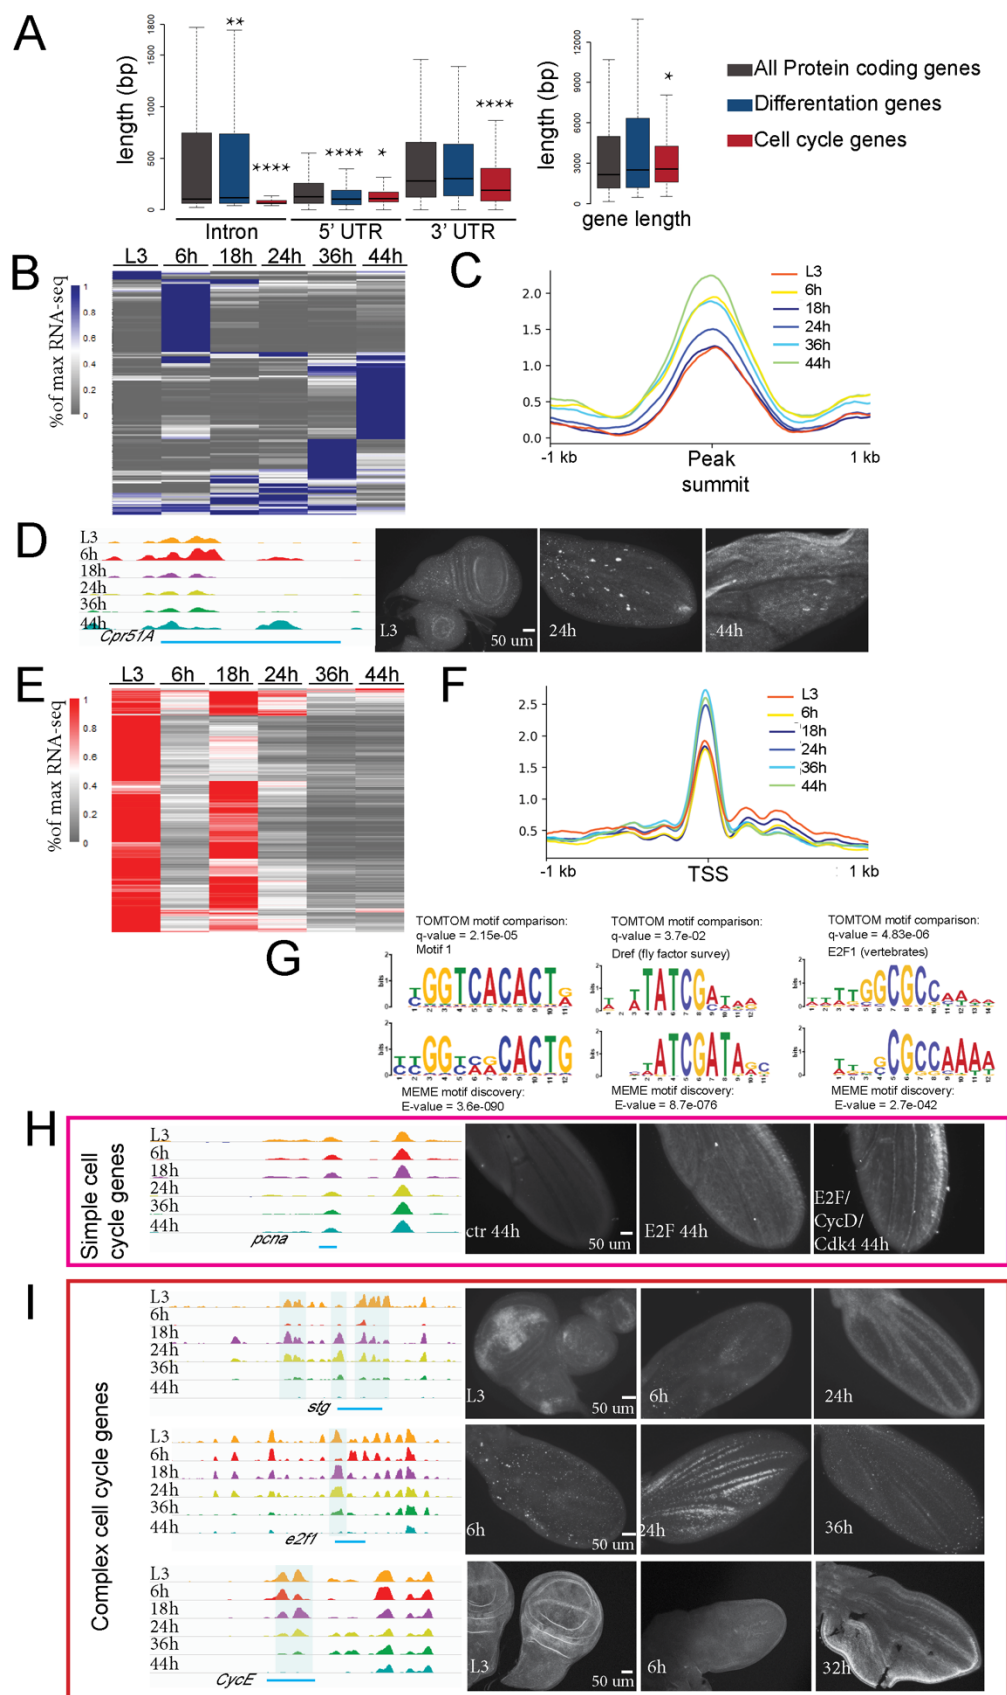 A
length (bp)
1800
1500
1000
500
0
**
****
****
*
****
Intron
5' UTR
3' UTR
length (bp)
12000
9000
6000
3000
0
*
gene length
All Protein coding genes
Differentation genes
Cell cycle genes
B
L3 6h 18h 24h 36h 44h
%of max RNA-seq
1
0.8
0.6
0.4
0.2
0
C
2.0
1.5
1.0
0.5
0.0
-1 kb
Peak
summit
1 kb
L3
6h
18h
24h
36h
44h
D
L3
6h
18h
24h
36h
44h
Cpr51A
L3
50 um
24h
44h
E
L3 6h 18h 24h 36h 44h
%of max RNA-seq
1
0.8
0.6
0.4
0.2
0
F
2.5
2.0
1.5
1.0
0.5
-1 kb
TSS
1 kb
L3
6h
18h
24h
36h
44h
G
TOMTOM motif comparison:
q-value = 2.15e-05
Motif 1
MEME motif discovery:
E-value = 3.6e-090
TOMTOM motif comparison:
q-value = 3.7e-02
Dref (fly factor survey)
MEME motif discovery:
E-value = 8.7e-076
TOMTOM motif comparison:
q-value = 4.83e-06
E2F1 (vertebrates)
MEME motif discovery:
E-value = 2.7e-042
H
Simple cell
cycle genes
L3
6h
18h
24h
36h
44h
pcna
ctr 44h
50 um
E2F 44h
E2F/
CycD/
Cdk4 44h
I
Complex cell cycle genes
L3
6h
18h
24h
36h
44h
stg
L3
50 um
6h
24h
L3
6h
18h
24h
36h
44h
e2f1
6h
50 um
24h
36h
L3
6h
18h
24h
36h
44h
CycE
L3
50 um
6h
32h